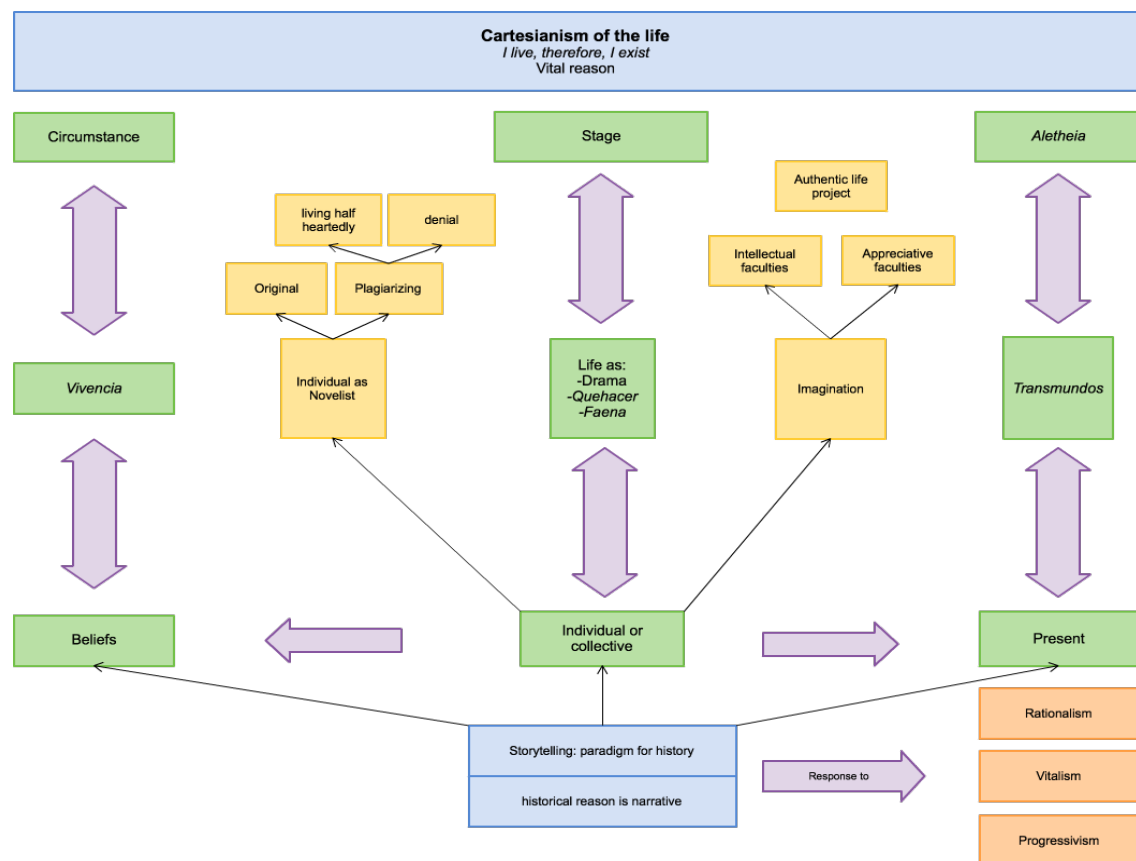 Cartesianism of the life
I live, therefore, I exist
Vital reason
Circumstance
Stage
Aletheia
Authentic life
project
living half
heartedly
denial
Intellectual
faculties
Appreciative
faculties
Original
Plagiarizing
Vivencia
Individual as
Novelist
Life as:
-Drama
-Quehacer
-Faena
Imagination
Transmundos
Beliefs
Individual or
collective
Present
Rationalism
Storytelling: paradigm for history
Response to
Vitalism
historical reason is narrative
Progressivism